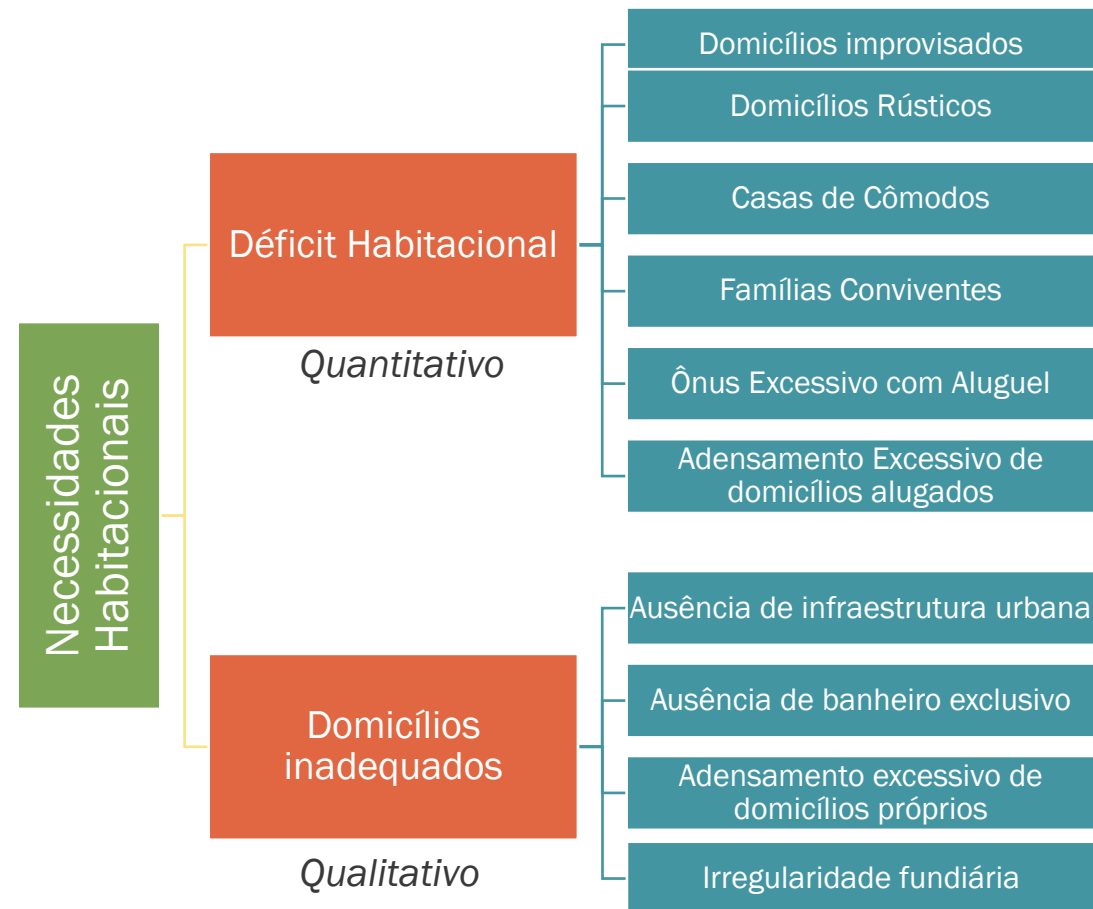 Necessidades
Habitacionais
Déficit Habitacional
Quantitativo
Domicílios improvisados
Domicílios Rústicos
Casas de Cômodos
Famílias Conviventes
Ônus Excessivo com Aluguel
Adensamento Excessivo de
domicílios alugados
Domicílios
inadequados
Qualitativo
Ausência de infraestrutura urbana
Ausência de banheiro exclusivo
Adensamento excessivo de
domicílios próprios
Irregularidade fundiária